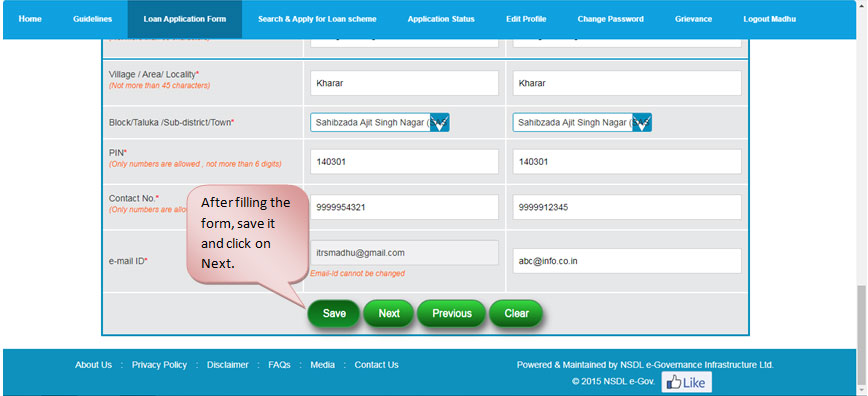 Home Guidelines Loan Application Form Search & Apply for Loan scheme Application Status Edit Profile Change Password Grievance Logout Madhu
Village / Area/ Locality*
(Not more than 45 characters)
Kharar Kharar
Block/Taluka /Sub-district/Town* Sahibzada Ajit Singh Nagar Sahibzada Ajit Singh Nagar
PIN*
(Only numbers are allowed , not more than 6 digits)
140301 140301
Contact No.*
(Only numbers are
9999954321 9999912345
After filling the
form, save it
and click on
Next.
e-mail ID* itrsmadhu@gmail.com abc@info.co.in
Email-id cannot be changed
Save Next Previous Clear
About Us : Privacy Policy : Disclaimer : FAQs : Media : Contact Us
Powered & Maintained by NSDL e-Governance Infrastructure Ltd.
© 2015 NSDL e-Gov. Like